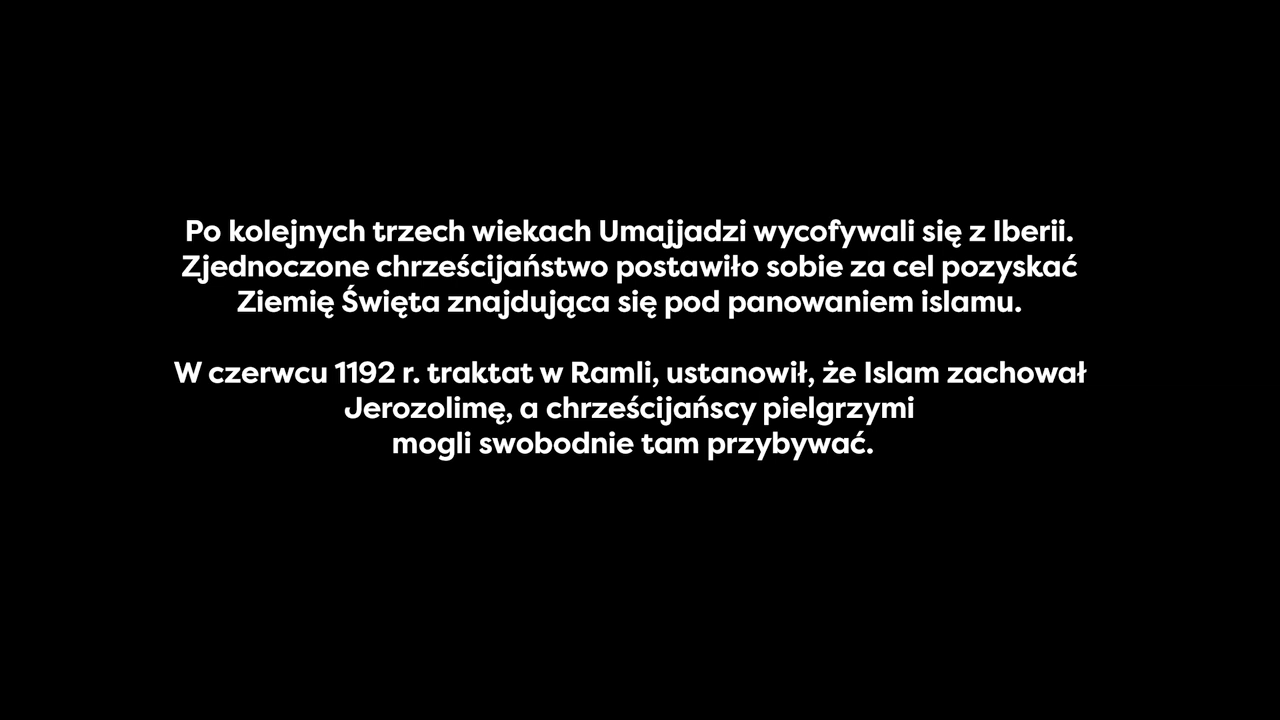 Po kolejnych trzech wiekach Umajjadzi wycofywali się z Iberii.
Zjednoczone chrześcijaństwo postawiło sobie za cel pozyskać
Ziemię Święta znajdująca się pod panowaniem islamu.
W czerwcu 1192 r. traktat w Ramli, ustanowił, że Islam zachował
Jerozolimę, a chrześcijańscy pielgrzymi
mogli swobodnie tam przybywać.